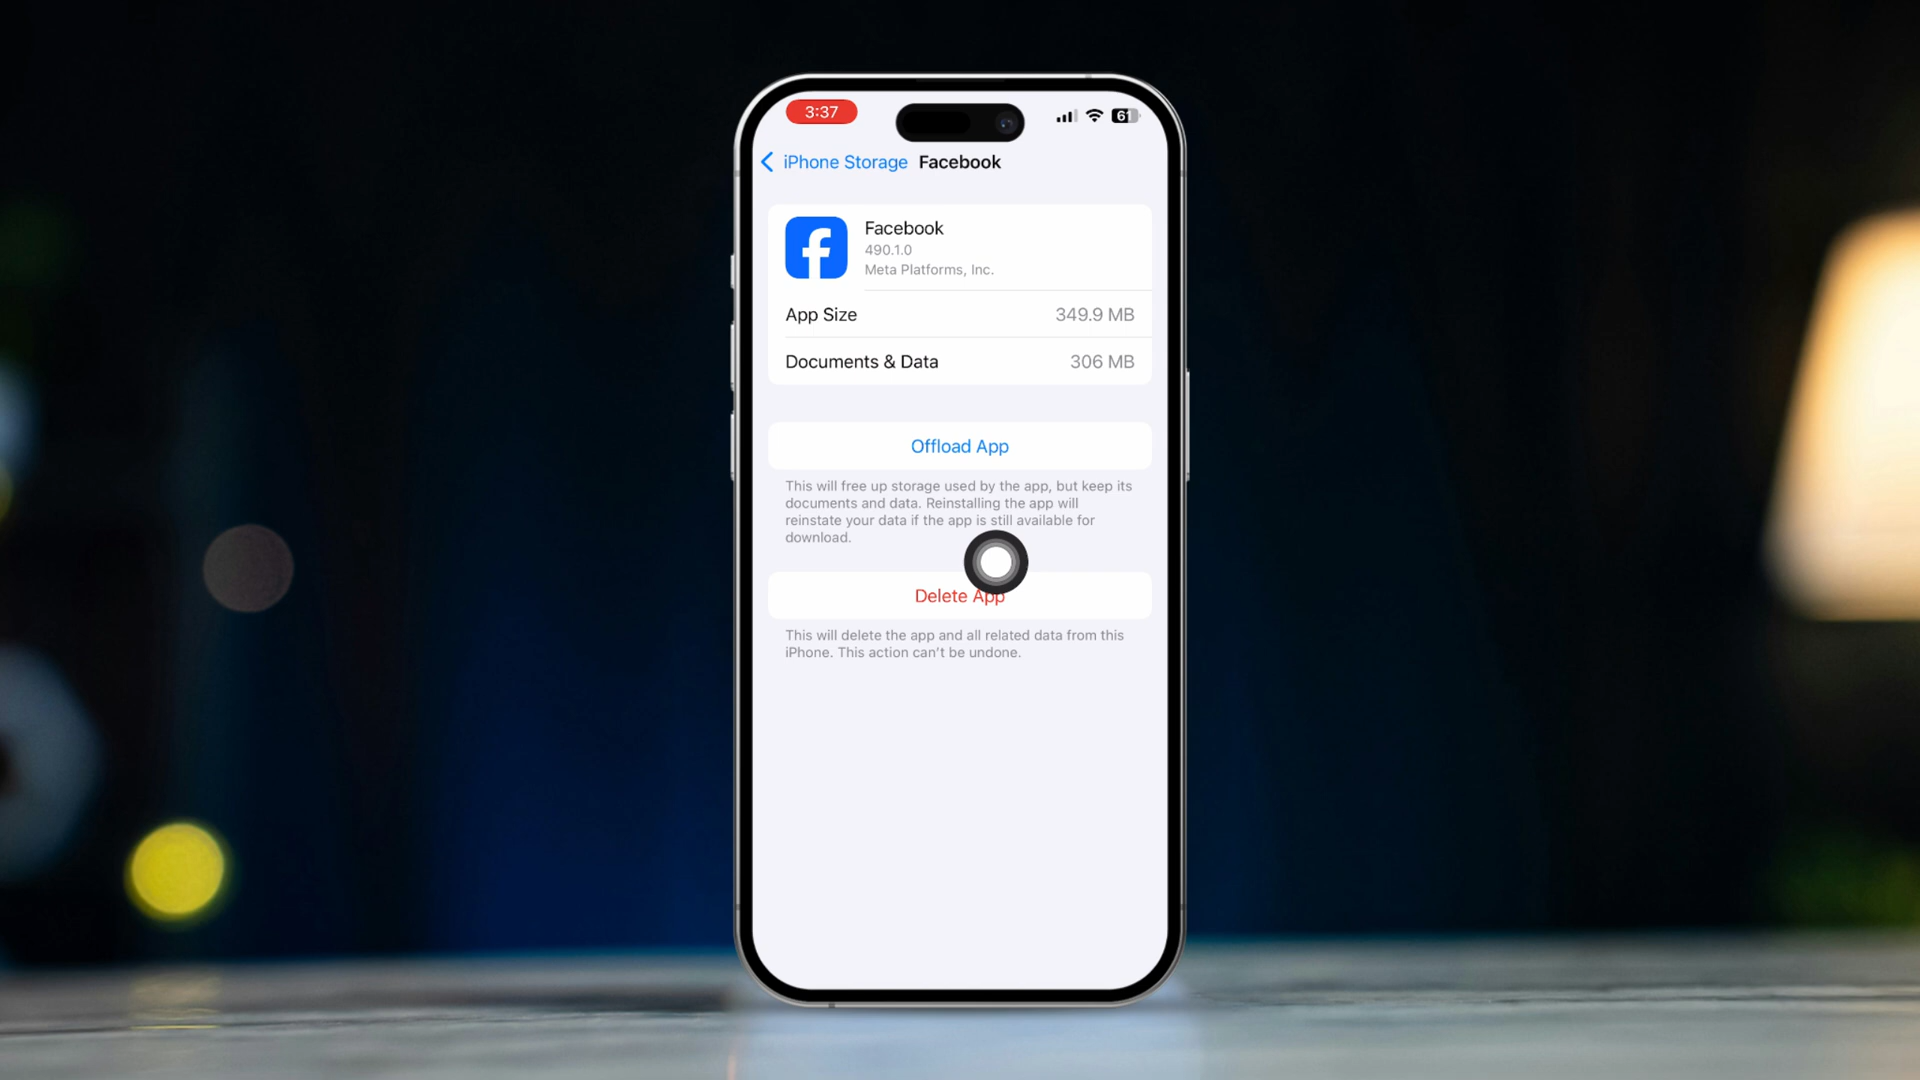 3:37
61
iPhone Storage Facebook
Facebook
490.1.0
Meta Platforms, Inc.
App Size 349.9 MB
Documents & Data 306 MB
Offload App
This will free up storage used by the app, but keep its
documents and data. Reinstalling the app will
reinstate your data if the app is still available for
download.
Delete App
This will delete the app and all related data from this
iPhone. This action can't be undone.